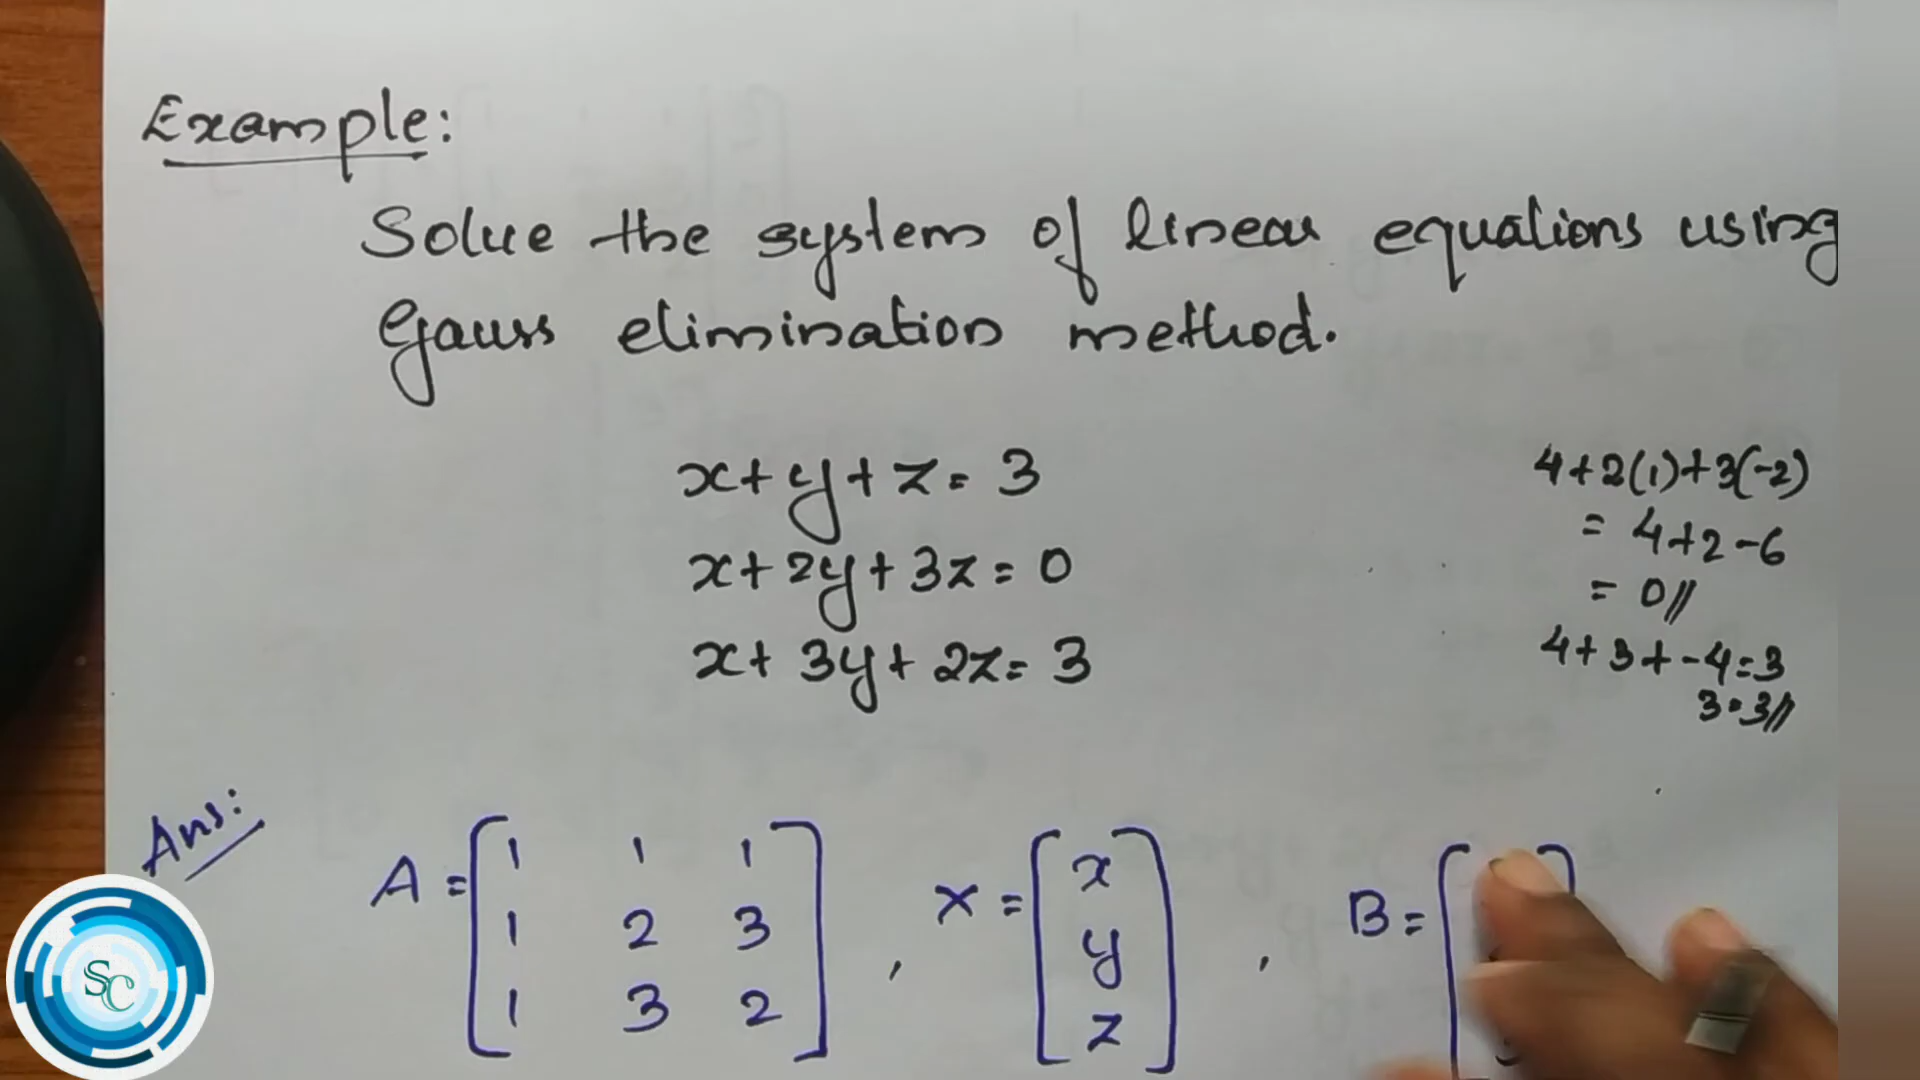 Example:
Solve the system of linear equations using
Gauss elimination method.
x+y+z=3
x+2y+3z=0
x+3y+2z=3
4+2(1)+3(-2)
= 4+2-6
= 0//
4+3+-4=3
3=3//
Ans:
A = [ 1 1 1
1 2 3
1 3 2 ]
, X = [ x
y
z ]
, B = [
SC